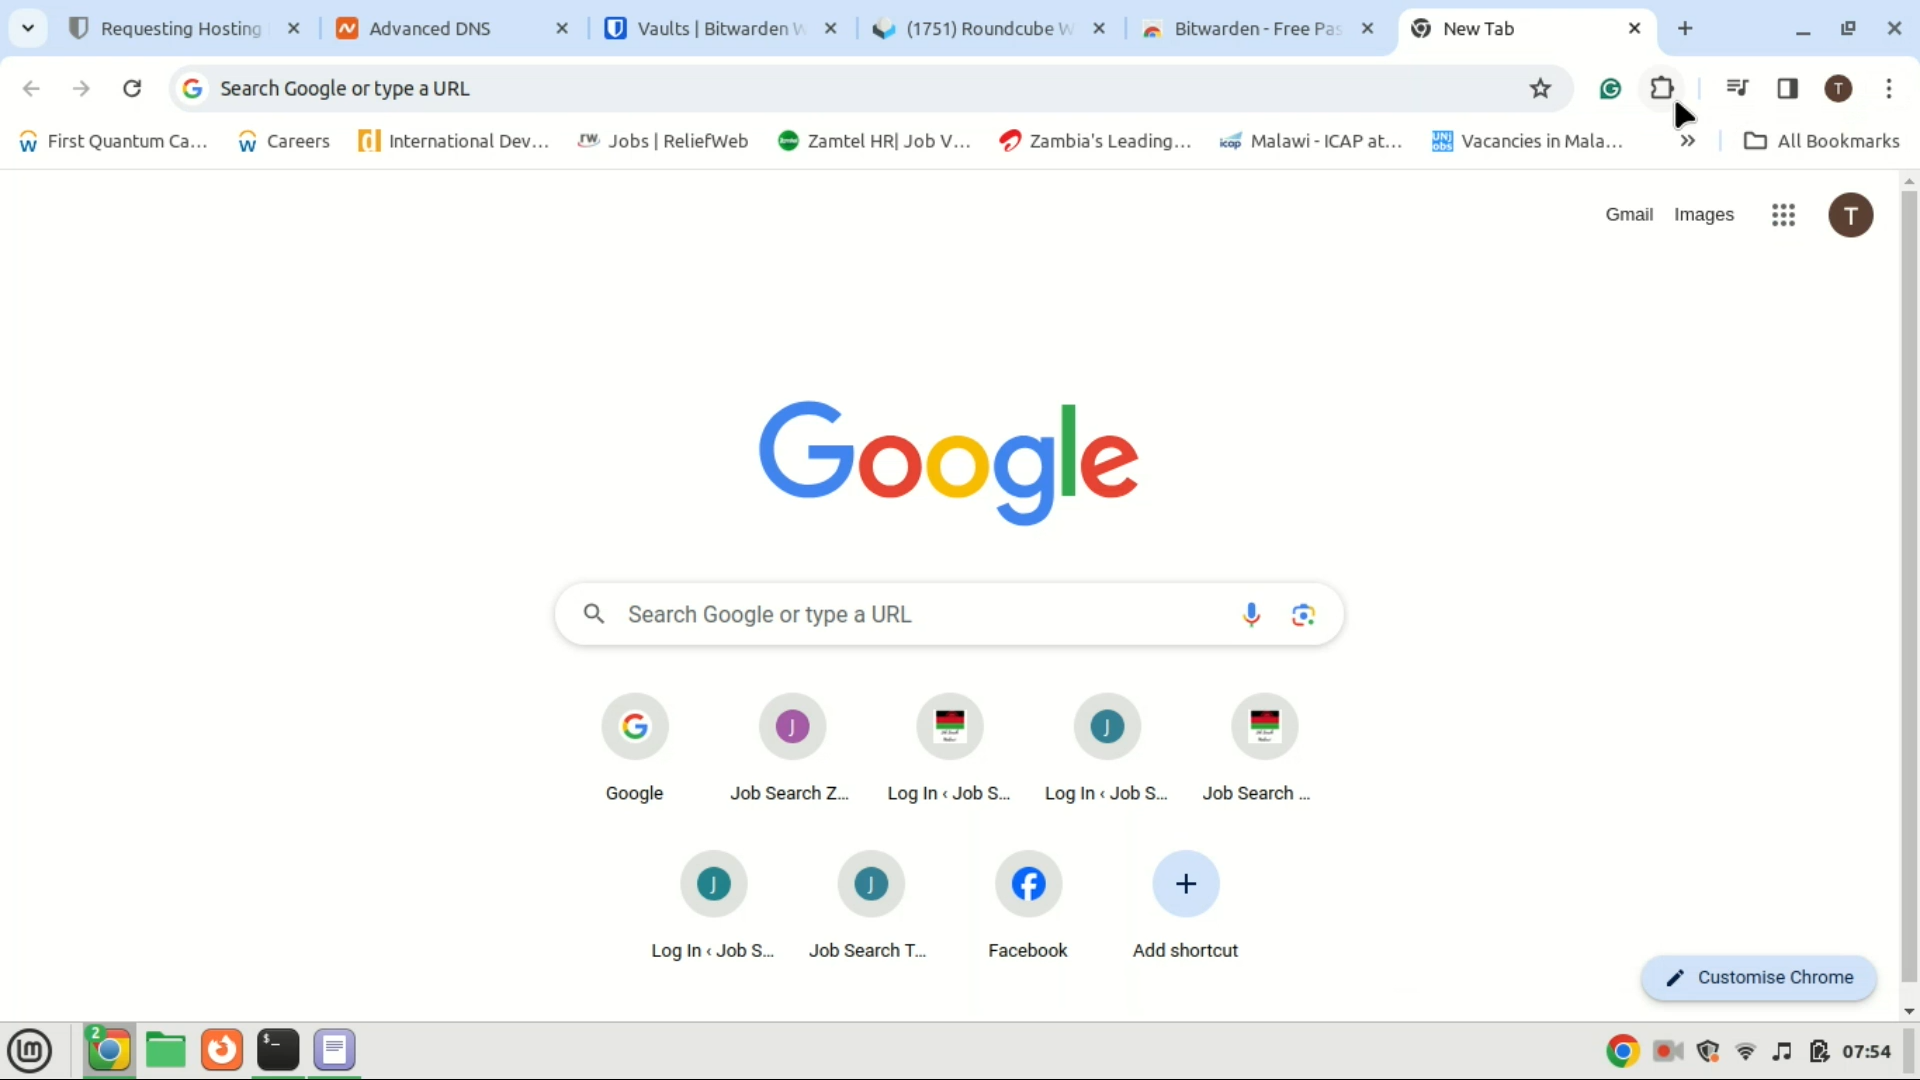 Requesting Hosting
Advanced DNS
Vaults | Bitwarden W
(1751) Roundcube W
Bitwarden - Free Pas
New Tab
Search Google or type a URL
T
First Quantum Ca...
Careers
International Dev...
Jobs | ReliefWeb
Zamtel HR| Job V...
Zambia's Leading...
Malawi - ICAP at...
Vacancies in Mala...
»
All Bookmarks
Gmail
Images
T
Google
Search Google or type a URL
Google
Job Search Z...
Log In ‹ Job S...
Log In ‹ Job S...
Job Search ...
Log In ‹ Job S...
Job Search T...
Facebook
Add shortcut
Customise Chrome
2
07:54